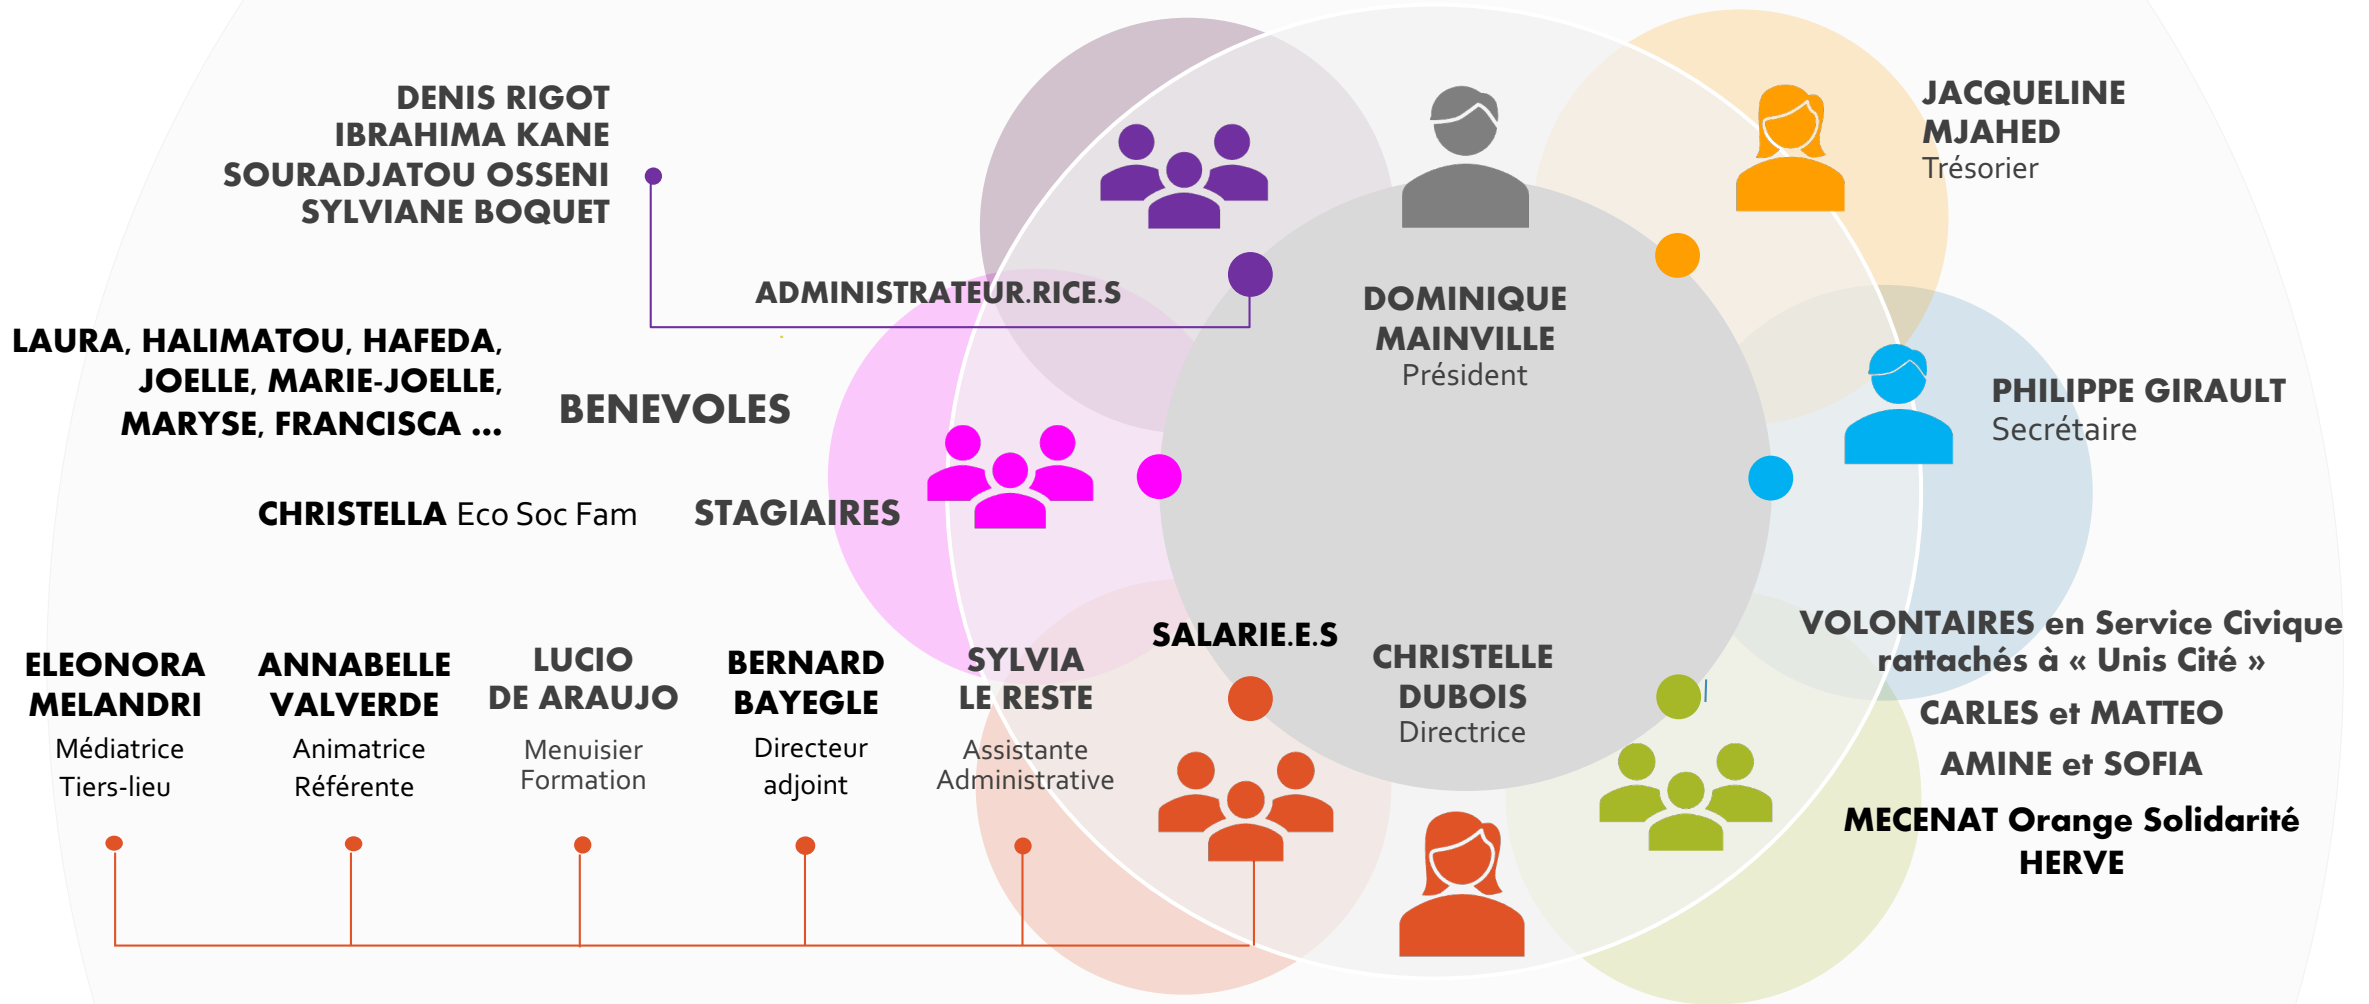 DENIS RIGOT
IBRAHIMA KANE
SOURADJATOU OSSENI
SYLVIANE BOQUET
ADMINISTRATEUR.RICE.S
JACQUELINE
MJAHED
Trésorier
DOMINIQUE
MAINVILLE
Président
LAURA, HALIMATOU, HAFEDA,
JOELLE, MARIE-JOELLE,
MARYSE, FRANCISCA ...
BENEVOLES
PHILIPPE GIRAULT
Secrétaire
CHRISTELLA Eco Soc Fam
STAGIAIRES
SALARIE.E.S
ELEONORA
MELANDRI
Médiatrice
Tiers-lieu
ANNABELLE
VALVERDE
Animatrice
Référente
LUCIO
DE ARAUJO
Menuisier
Formation
BERNARD
BAYEGLE
Directeur
adjoint
SYLVIA
LE RESTE
Assistante
Administrative
CHRISTELLE
DUBOIS
Directrice
VOLONTAIRES en Service Civique
rattachés à « Unis Cité »
CARLES et MATTEO
AMINE et SOFIA
MECENAT Orange Solidarité
HERVE